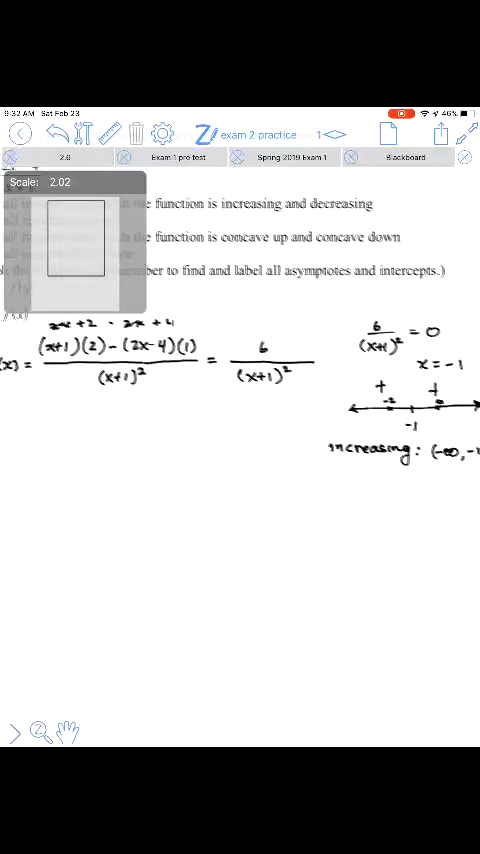 9:32 AM Sat Feb 23 46%
exam 2 practice 1
2.6 Exam 1 pre test Spring 2019 Exam 1 Blackboard
Scale: 2.02
the function is increasing and decreasing
the function is concave up and concave down
to find and label all asymptotes and intercepts.)
2x+2 - 2x+4
(x) = (x+1)(2) - (2x-4)(1) / (x+1)² = 6 / (x+1)²
6 / (x+1)² = 0
x = -1
+ +
-2 0
-1
increasing: (-∞, -1